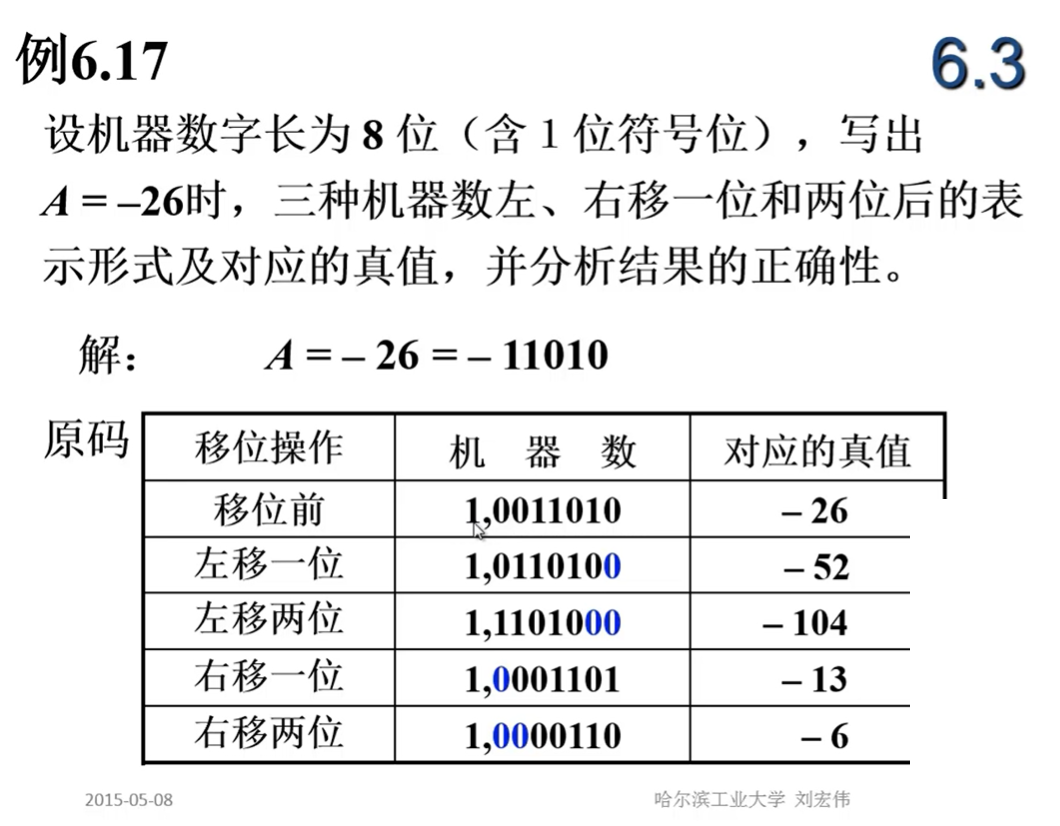 例6.17 6.3
设机器数字长为 8 位（含 1 位符号位），写出
A = –26时，三种机器数左、右移一位和两位后的表
示形式及对应的真值，并分析结果的正确性。
解： A = – 26 = – 11010
原码 移位操作 机 器 数 对应的真值
移位前 1,0011010 – 26
左移一位 1,0110100 – 52
左移两位 1,1101000 – 104
右移一位 1,0001101 – 13
右移两位 1,0000110 – 6
2015-05-08 哈尔滨工业大学 刘宏伟